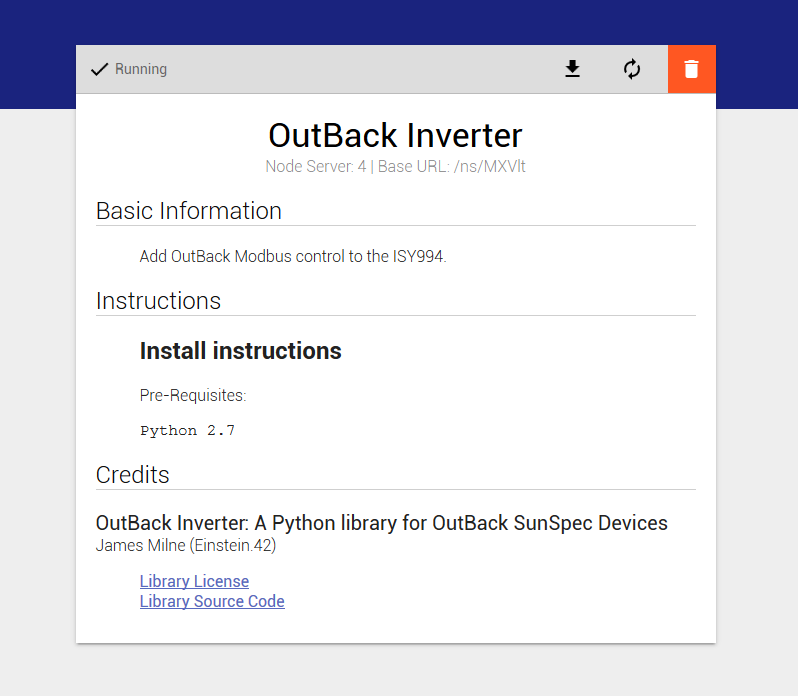 Running
OutBack Inverter
Node Server: 4 | Base URL: /ns/MXVlt
Basic Information
Add OutBack Modbus control to the ISY994.
Instructions
Install instructions
Pre-Requisites:
Python 2.7
Credits
OutBack Inverter: A Python library for OutBack SunSpec Devices
James Milne (Einstein.42)
Library License
Library Source Code